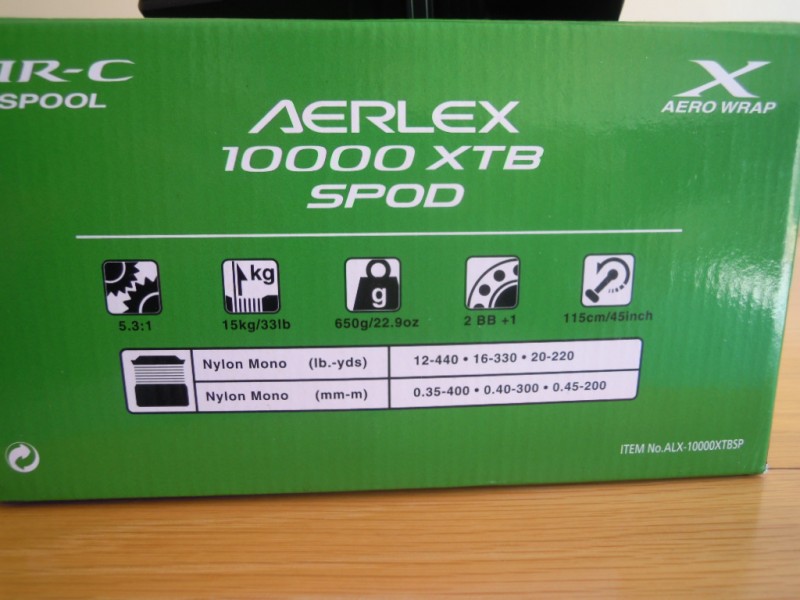 IR-C
SPOOL
X
AERO WRAP
AERLEX
10000 XTB
SPOD
kg
g
5.3:1
15kg/33lb
650g/22.9oz
2 BB +1
115cm/45inch
Nylon Mono (lb.-yds) 12-440 • 16-330 • 20-220
Nylon Mono (mm-m) 0.35-400 • 0.40-300 • 0.45-200
ITEM No.ALX-10000XTBSP